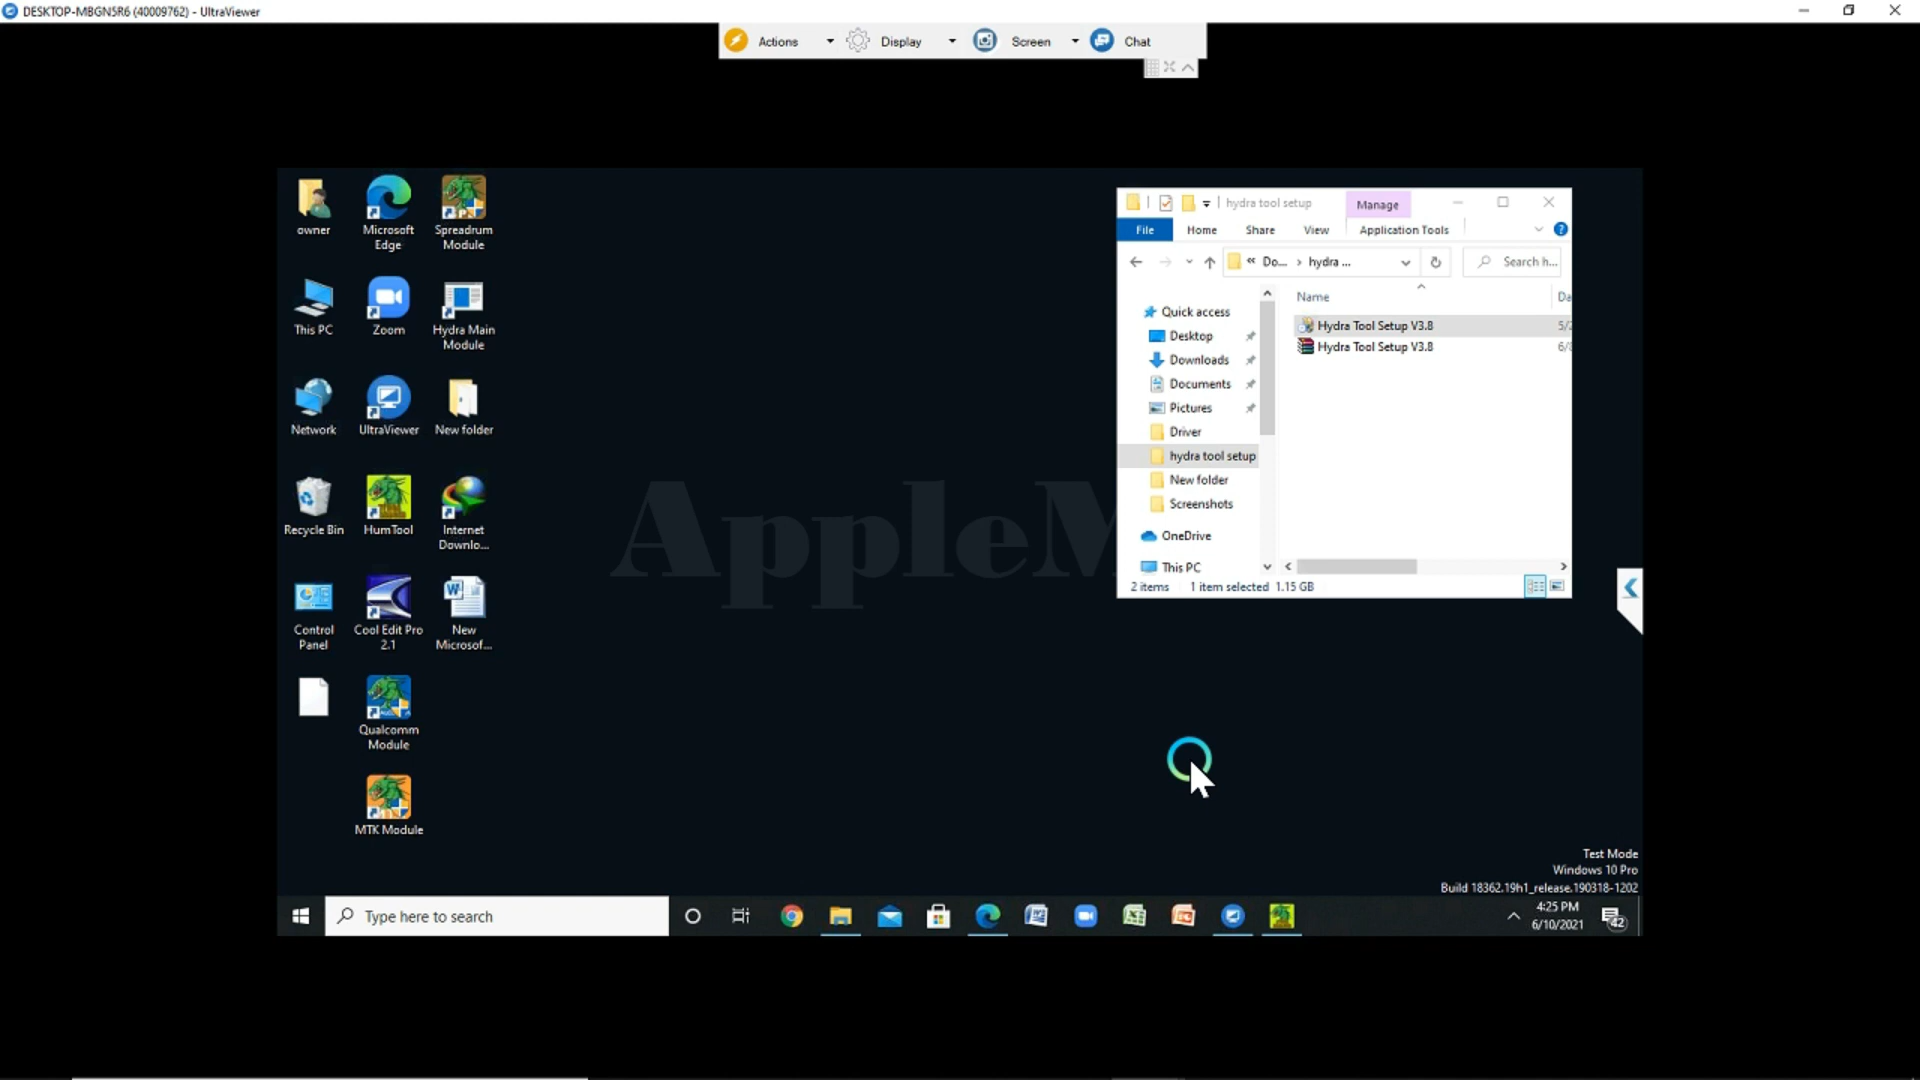 DESKTOP-MBGN5R6 (40009762) - UltraViewer
Actions
Display
Screen
Chat
owner
Microsoft
Edge
Spreadrum
Module
This PC
Zoom
Hydra Main
Module
Network
UltraViewer
New folder
Recycle Bin
HumTool
Internet
Downlo...
Control
Panel
Cool Edit Pro
2.1
New
Microsof...
Qualcomm
Module
MTK Module
AppleM
hydra tool setup
Manage
File
Home
Share
View
Application Tools
« Do... › hydra ...
Search h...
Name
Da
Quick access
Desktop
Downloads
Documents
Pictures
Driver
hydra tool setup
New folder
Screenshots
OneDrive
This PC
Hydra Tool Setup V3.8
5/2
Hydra Tool Setup V3.8
2 items
1 item selected 1.15 GB
Test Mode
Windows 10 Pro
Build 18362.19h1_release.190318-1202
Type here to search
4:25 PM
6/10/2021
42